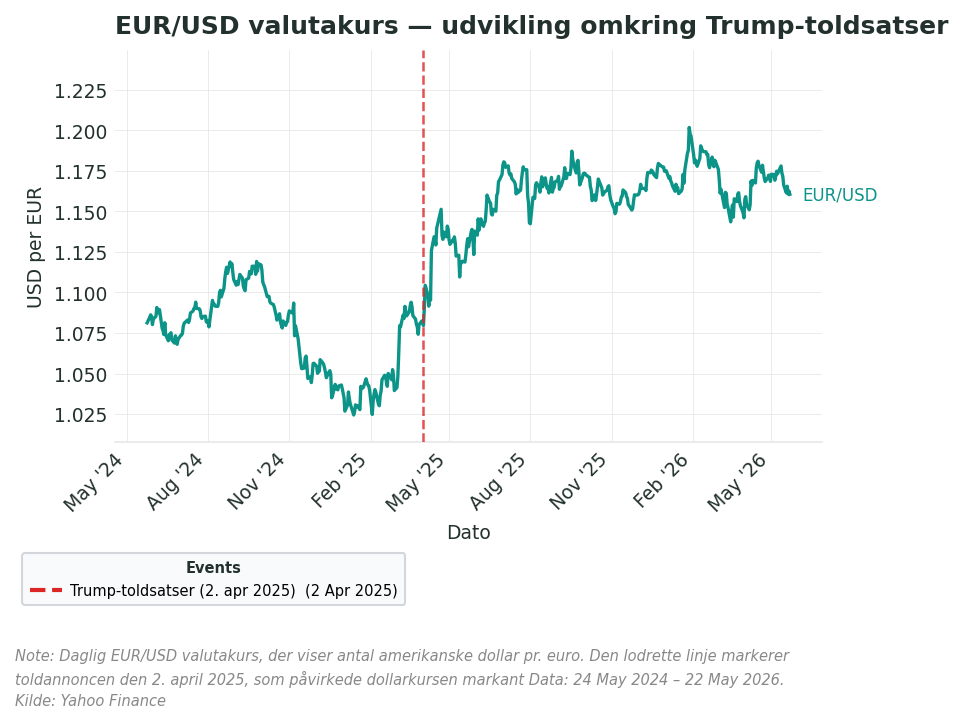 EUR/USD valutakurs — udvikling omkring Trump-toldsatser
USD per EUR
1.225
1.200
1.175
1.150
1.125
1.100
1.075
1.050
1.025
EUR/USD
May '24
Aug '24
Nov '24
Feb '25
May '25
Aug '25
Nov '25
Feb '26
May '26
Dato
Events
Trump-toldsatser (2. apr 2025)  (2 Apr 2025)
Note: Daglig EUR/USD valutakurs, der viser antal amerikanske dollar pr. euro. Den lodrette linje markerer
toldannoncen den 2. april 2025, som påvirkede dollarkursen markant Data: 24 May 2024 – 22 May 2026.
Kilde: Yahoo Finance